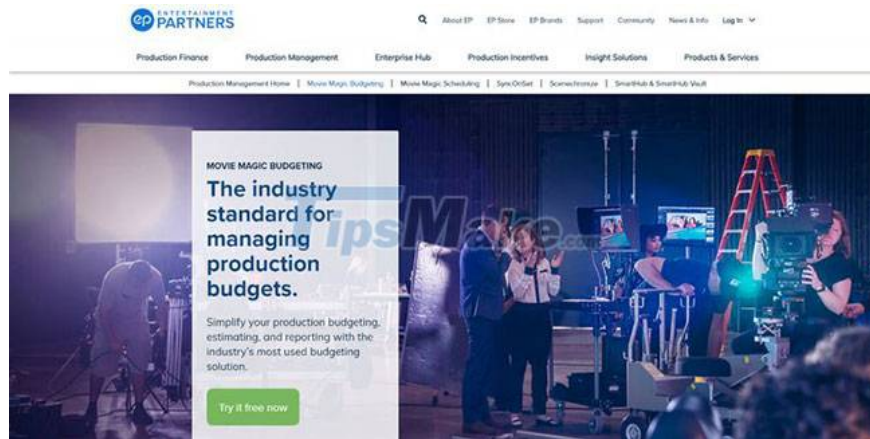 ep ENTERTAINMENT
PARTNERS
About EP EP Store EP Brands Support Community News & Info Log In
Production Finance Production Management Enterprise Hub Production Incentives Insight Solutions Products & Services
Production Management Home | Movie Magic Budgeting | Movie Magic Scheduling | SyncOnSet | Scenechronize | SmartHub & SmartHub Vault
MOVIE MAGIC BUDGETING
The industry
standard for
managing
production
budgets.
TipsMake.com
Simplify your production budgeting,
estimating, and reporting with the
industry's most used budgeting
solution.
Try it free now